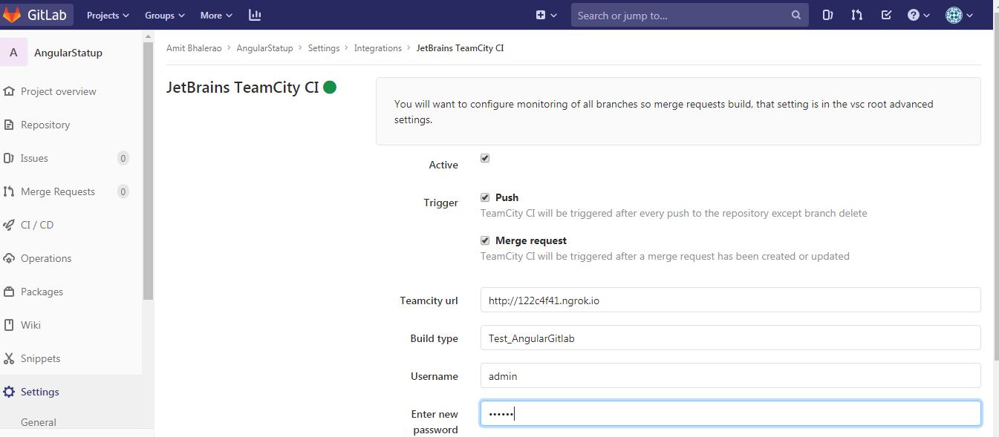 GitLab Projects Groups More Search or jump to...
A AngularStatup
Project overview
Repository
Issues 0
Merge Requests 0
CI / CD
Operations
Packages
Wiki
Snippets
Settings
General
Amit Bhalerao > AngularStatup > Settings > Integrations > JetBrains TeamCity CI
JetBrains TeamCity CI
You will want to configure monitoring of all branches so merge requests build, that setting is in the vsc root advanced
settings.
Active
Trigger
Push
TeamCity CI will be triggered after every push to the repository except branch delete
Merge request
TeamCity CI will be triggered after a merge request has been created or updated
Teamcity url http://122c4f41.ngrok.io
Build type Test_AngularGitlab
Username admin
Enter new ••••••
password